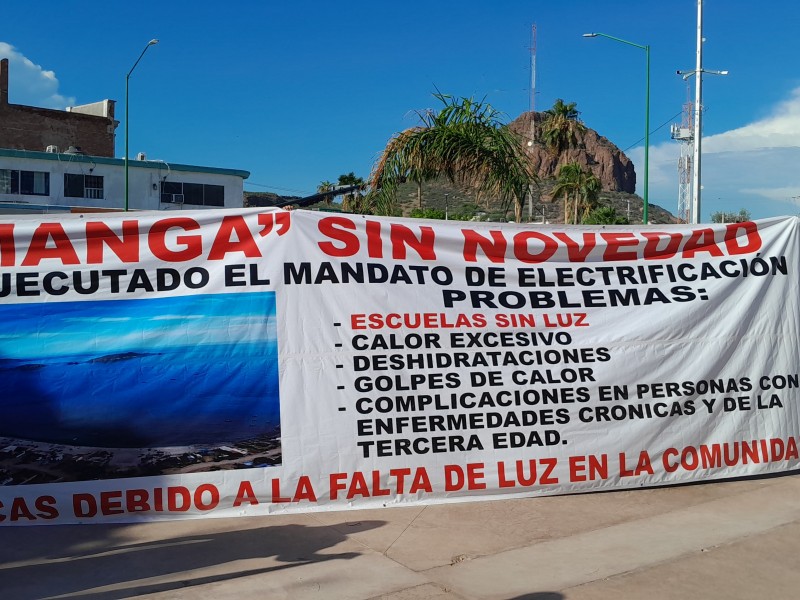 MANGA” SIN NOVEDAD
JECUTADO EL MANDATO DE ELECTRIFICACIÓN
PROBLEMAS:
- ESCUELAS SIN LUZ
- CALOR EXCESIVO
- DESHIDRATACIONES
- GOLPES DE CALOR
- COMPLICACIONES EN PERSONAS CON
ENFERMEDADES CRONICAS Y DE LA
TERCERA EDAD.
CAS DEBIDO A LA FALTA DE LUZ EN LA COMUNIDA